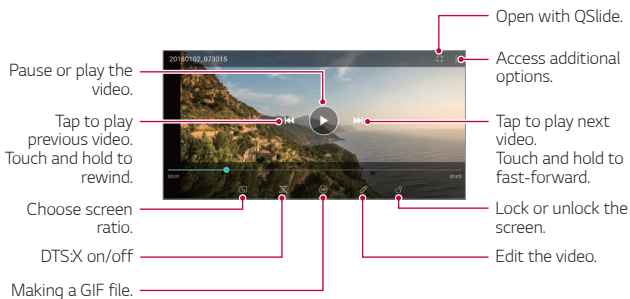 Open with QSlide.
20180102_073015
Access additional
options.
Pause or play the
video.
Tap to play
previous video.
Touch and hold to
rewind.
Tap to play next
video.
Touch and hold to
fast-forward.
00:01
Choose screen
ratio.
Lock or unlock the
screen.
DTS:X on/off
Edit the video.
GIF
Making a GIF file.